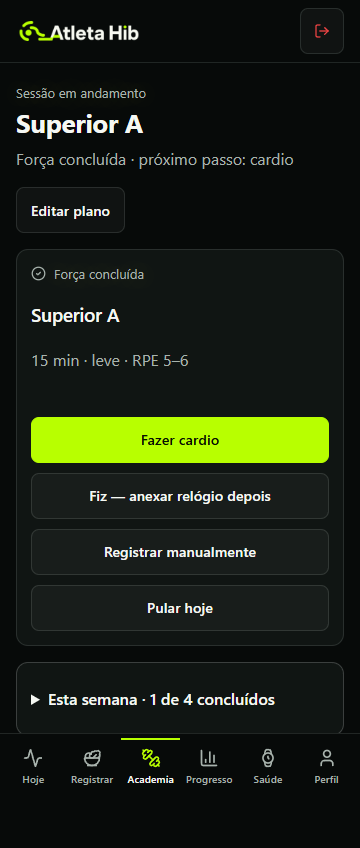 Atleta Hib
Sessão em andamento
Superior A
Força concluída · próximo passo: cardio
Editar plano
Força concluída
Superior A
15 min · leve · RPE 5–6
Fazer cardio
Fiz — anexar relógio depois
Registrar manualmente
Pular hoje
Esta semana · 1 de 4 concluídos
Hoje
Registrar
Academia
Progresso
Saúde
Perfil